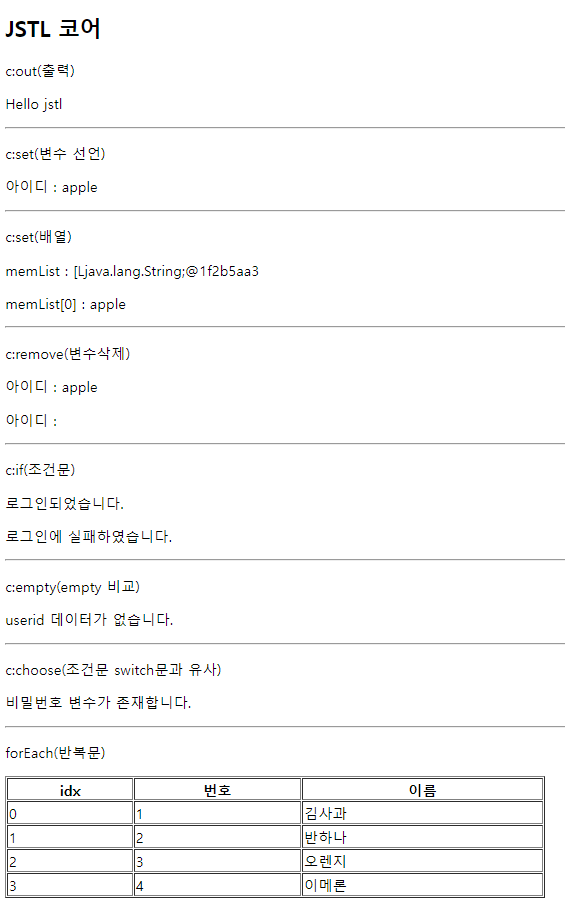 JSTL 코어
c:out(출력)
Hello jstl
c:set(변수 선언)
아이디 : apple
c:set(배열)
memList : [Ljava.lang.String;@1f2b5aa3
memList[0] : apple
c:remove(변수삭제)
아이디 : apple
아이디 :
c:if(조건문)
로그인되었습니다.
로그인에 실패하였습니다.
c:empty(empty 비교)
userid 데이터가 없습니다.
c:choose(조건문 switch문과 유사)
비밀번호 변수가 존재합니다.
forEach(반복문)
idx 번호 이름
0 1 김사과
1 2 반하나
2 3 오렌지
3 4 이메론